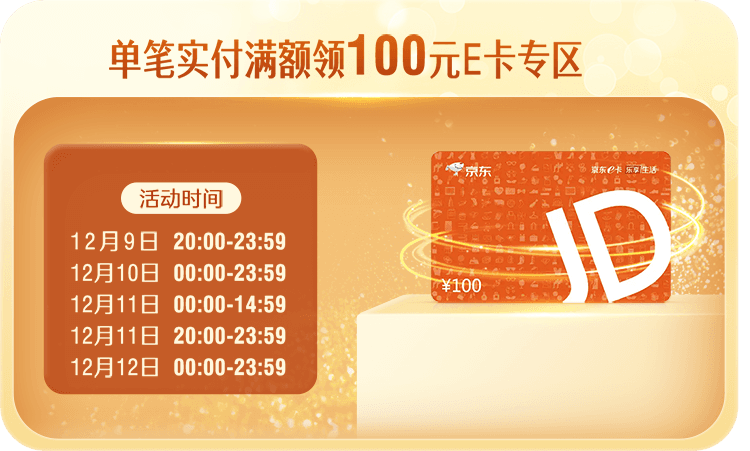 单笔实付满额领100元E卡专区
活动时间
12月9日 20:00-23:59
12月10日 00:00-23:59
12月11日 00:00-14:59
12月11日 20:00-23:59
12月12日 00:00-23:59
京东
京东e卡 乐享生活
JD
¥100